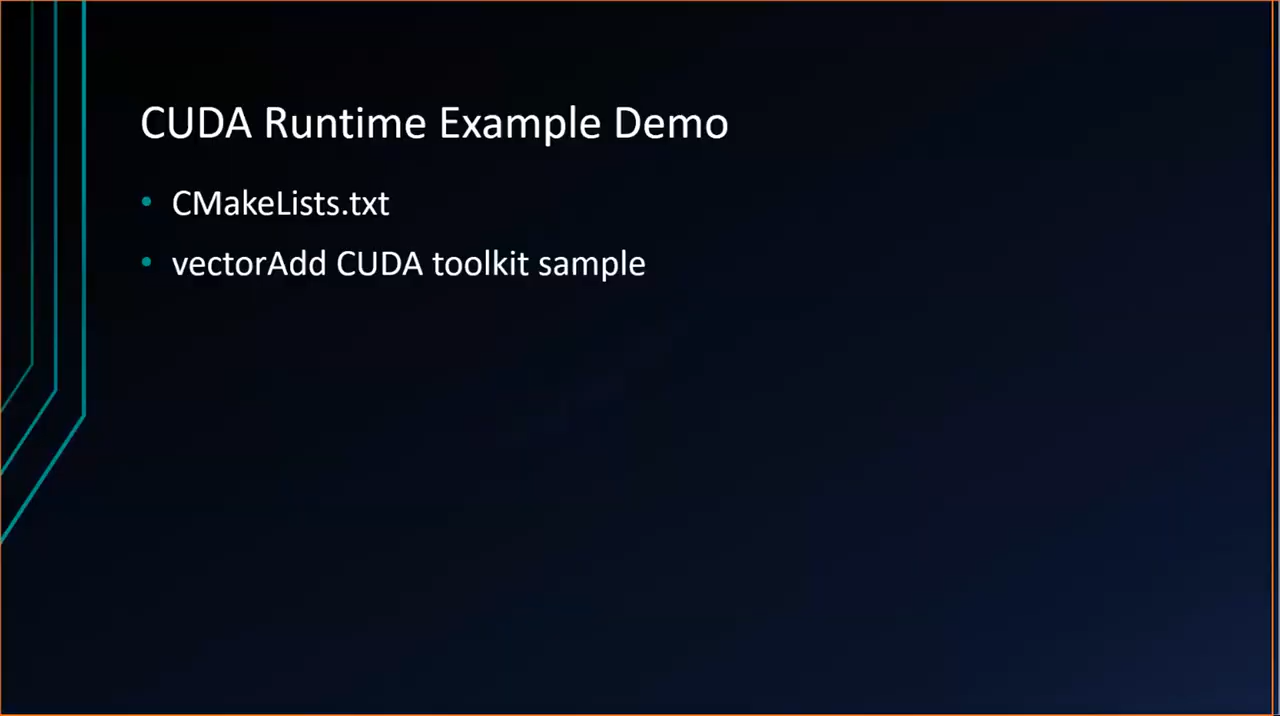 CUDA Runtime Example Demo
• CMakeLists.txt
• vectorAdd CUDA toolkit sample